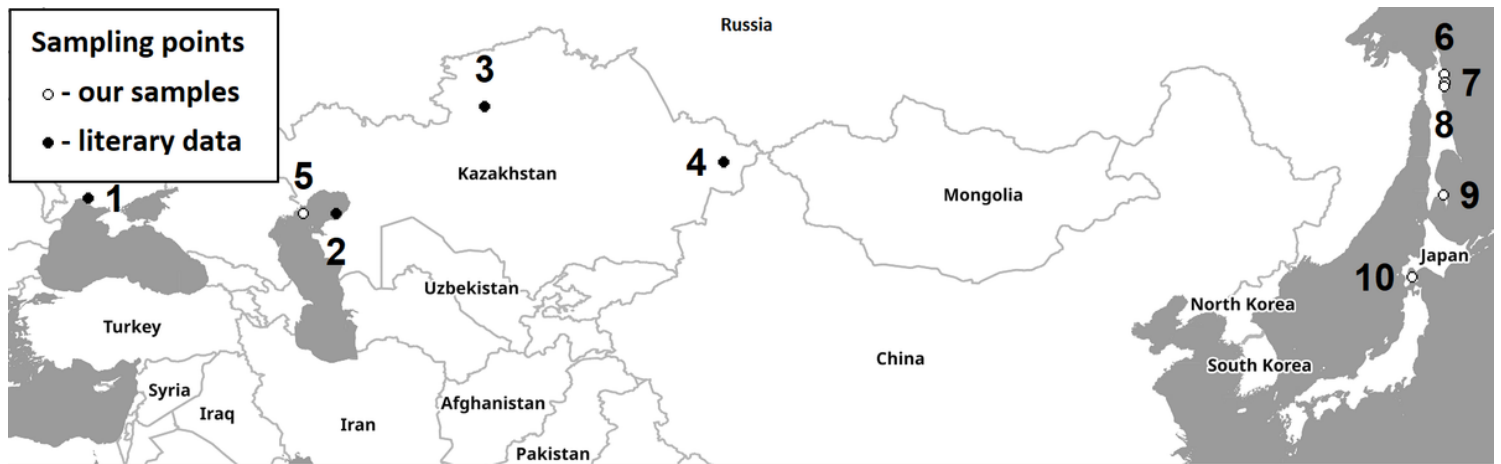 Sampling points
○ - our samples
● - literary data
Russia
6
3
7
8
4
Kazakhstan
5
Mongolia
1
9
2
Japan
10
Uzbekistan
North Korea
Turkey
China
South Korea
Syria
Afghanistan
Iraq
Iran
Pakistan